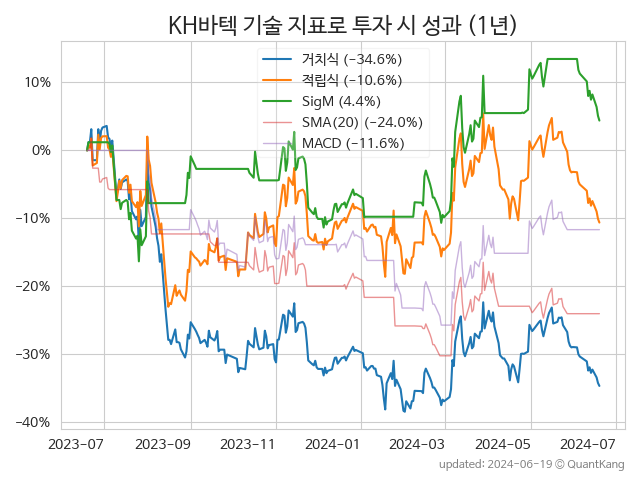 KH바텍 기술 지표로 투자 시 성과 (1년)
거치식 (−34.6%)
적립식 (−10.6%)
SigM (4.4%)
SMA(20) (−24.0%)
MACD (−11.6%)
10%
0%
−10%
−20%
−30%
−40%
2023−07 2023−09 2023−11 2024−01 2024−03 2024−05 2024−07
updated: 2024−06−19 © QuantKang